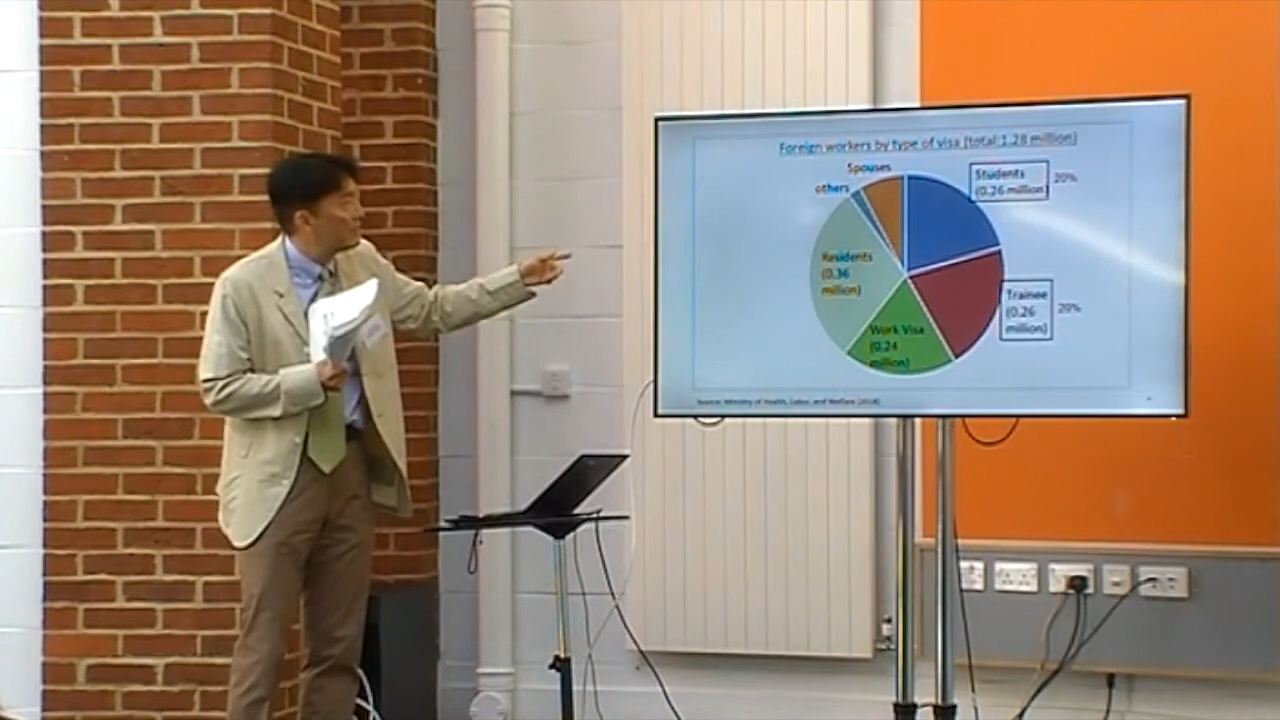 Foreign workers by type of visa (total:1.28 million)
Spouses
others
Students
(0.26 million)
20%
Residents
(0.36
million)
Trainee
(0.26
million)
20%
Work Visa
(0.24
million)
Source: Ministry of Health, Labor, and Welfare (2018)